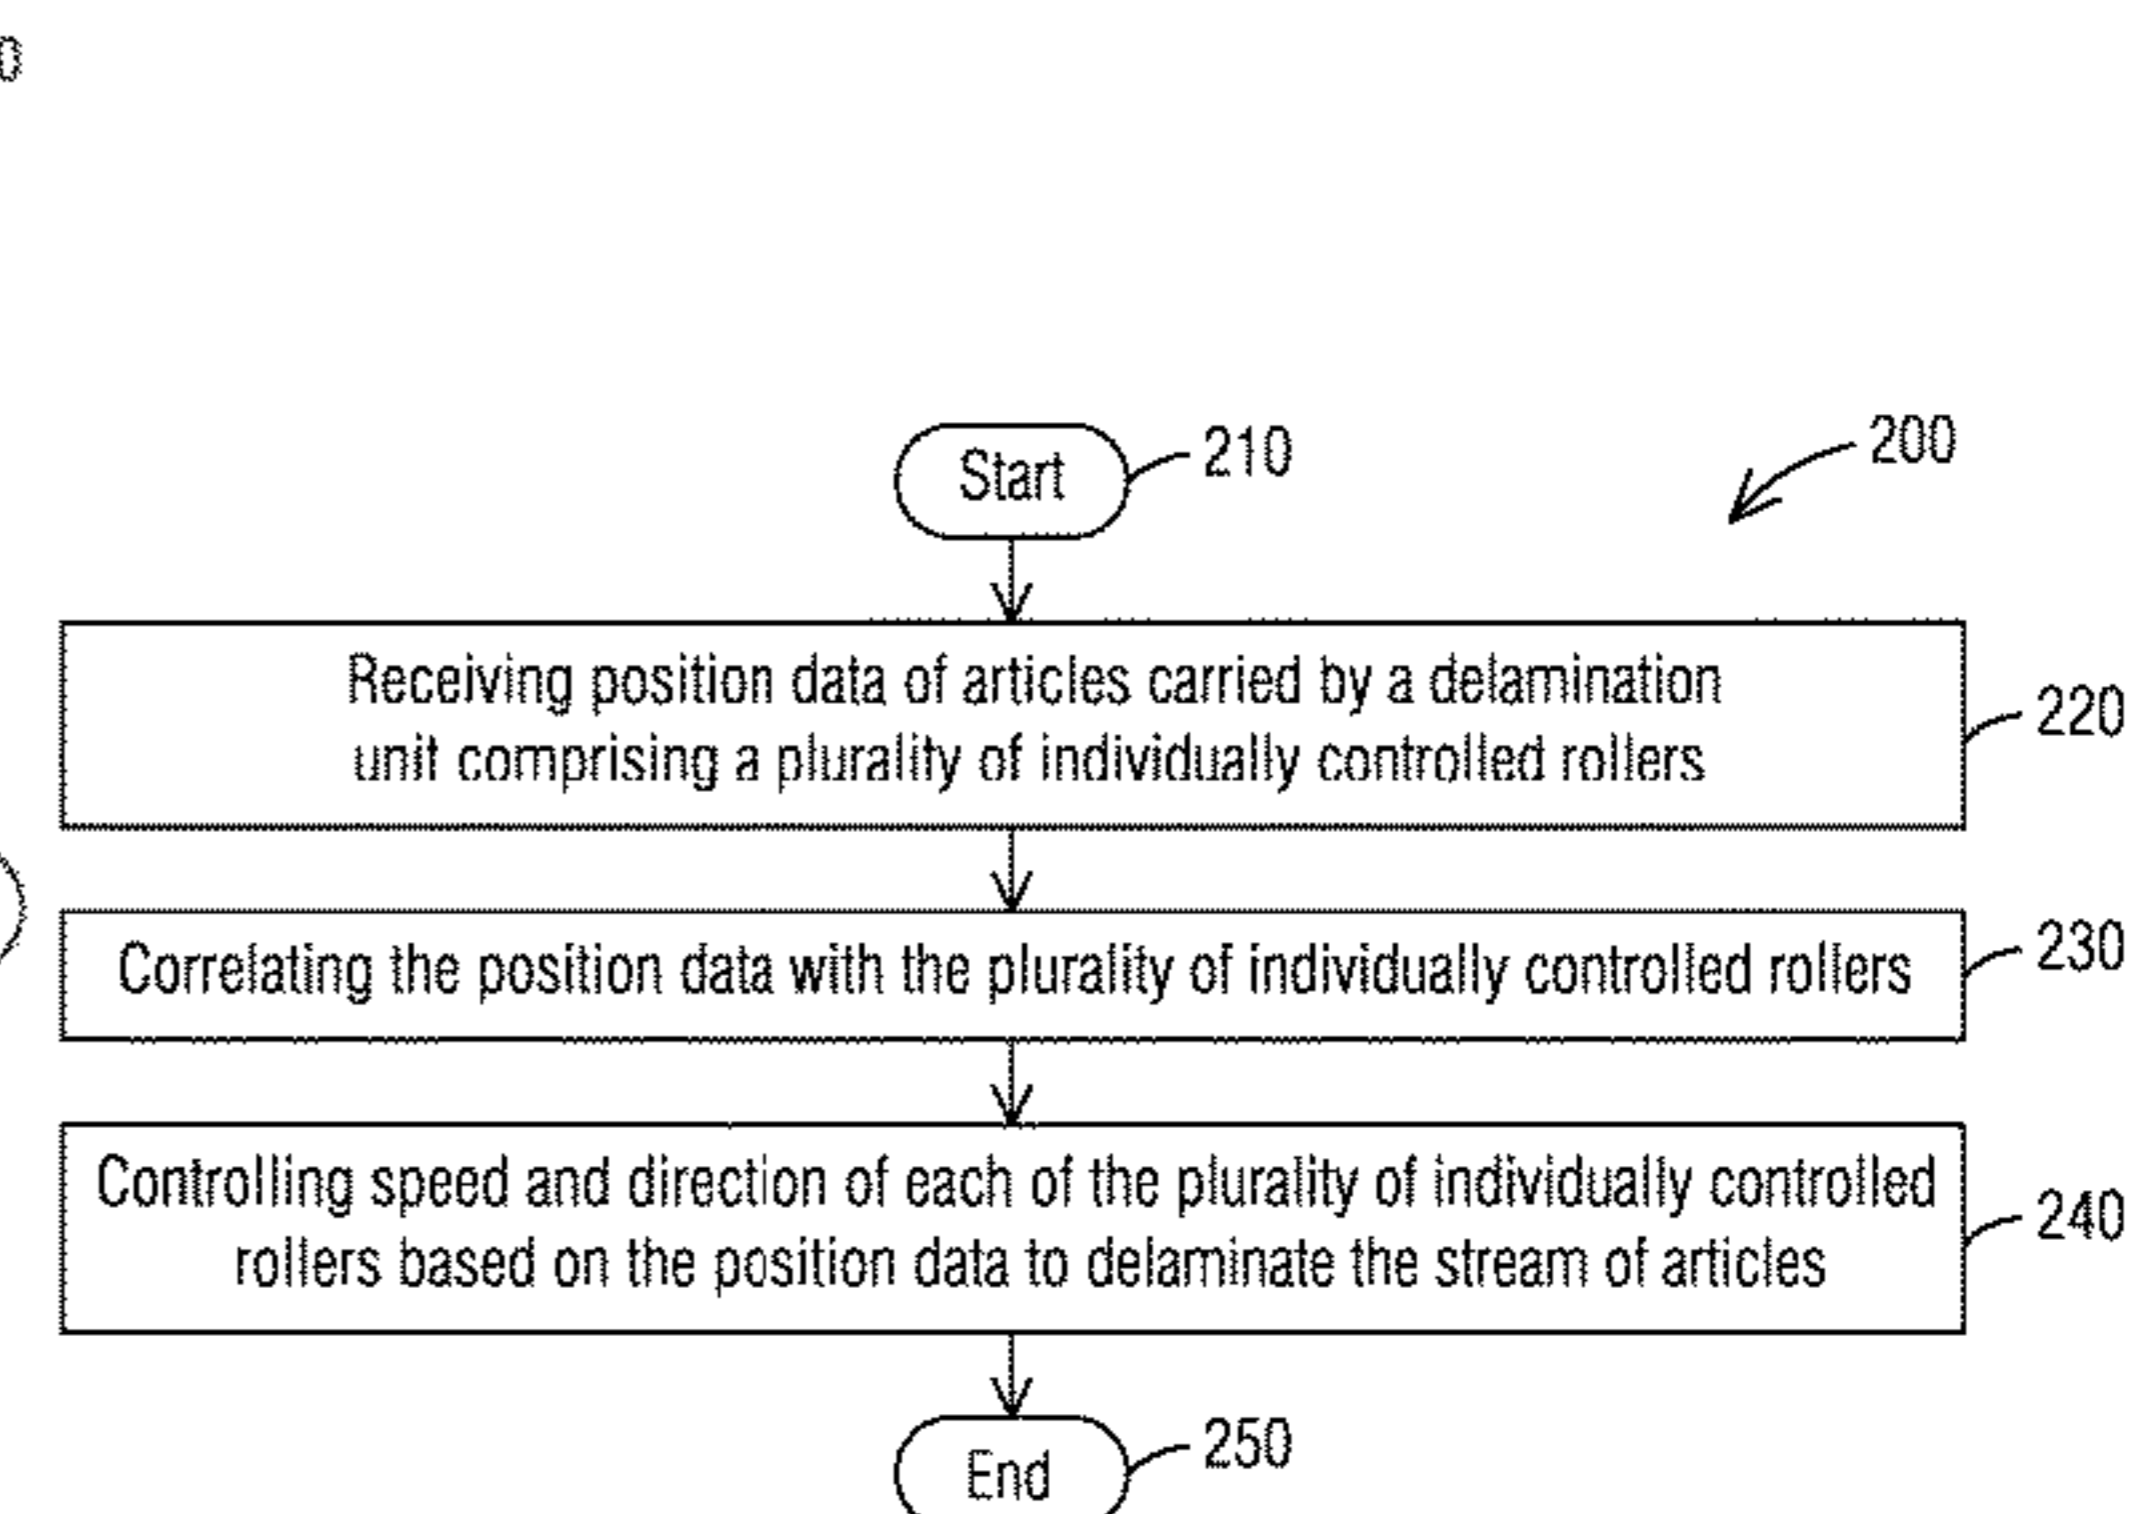 Start
210
200
Receiving position data of articles carried by a delamination
unit comprising a plurality of individually controlled rollers
220
Correlating the position data with the plurality of individually controlled rollers
230
Controlling speed and direction of each of the plurality of individually controlled
rollers based on the position data to delaminate the stream of articles
240
End
250